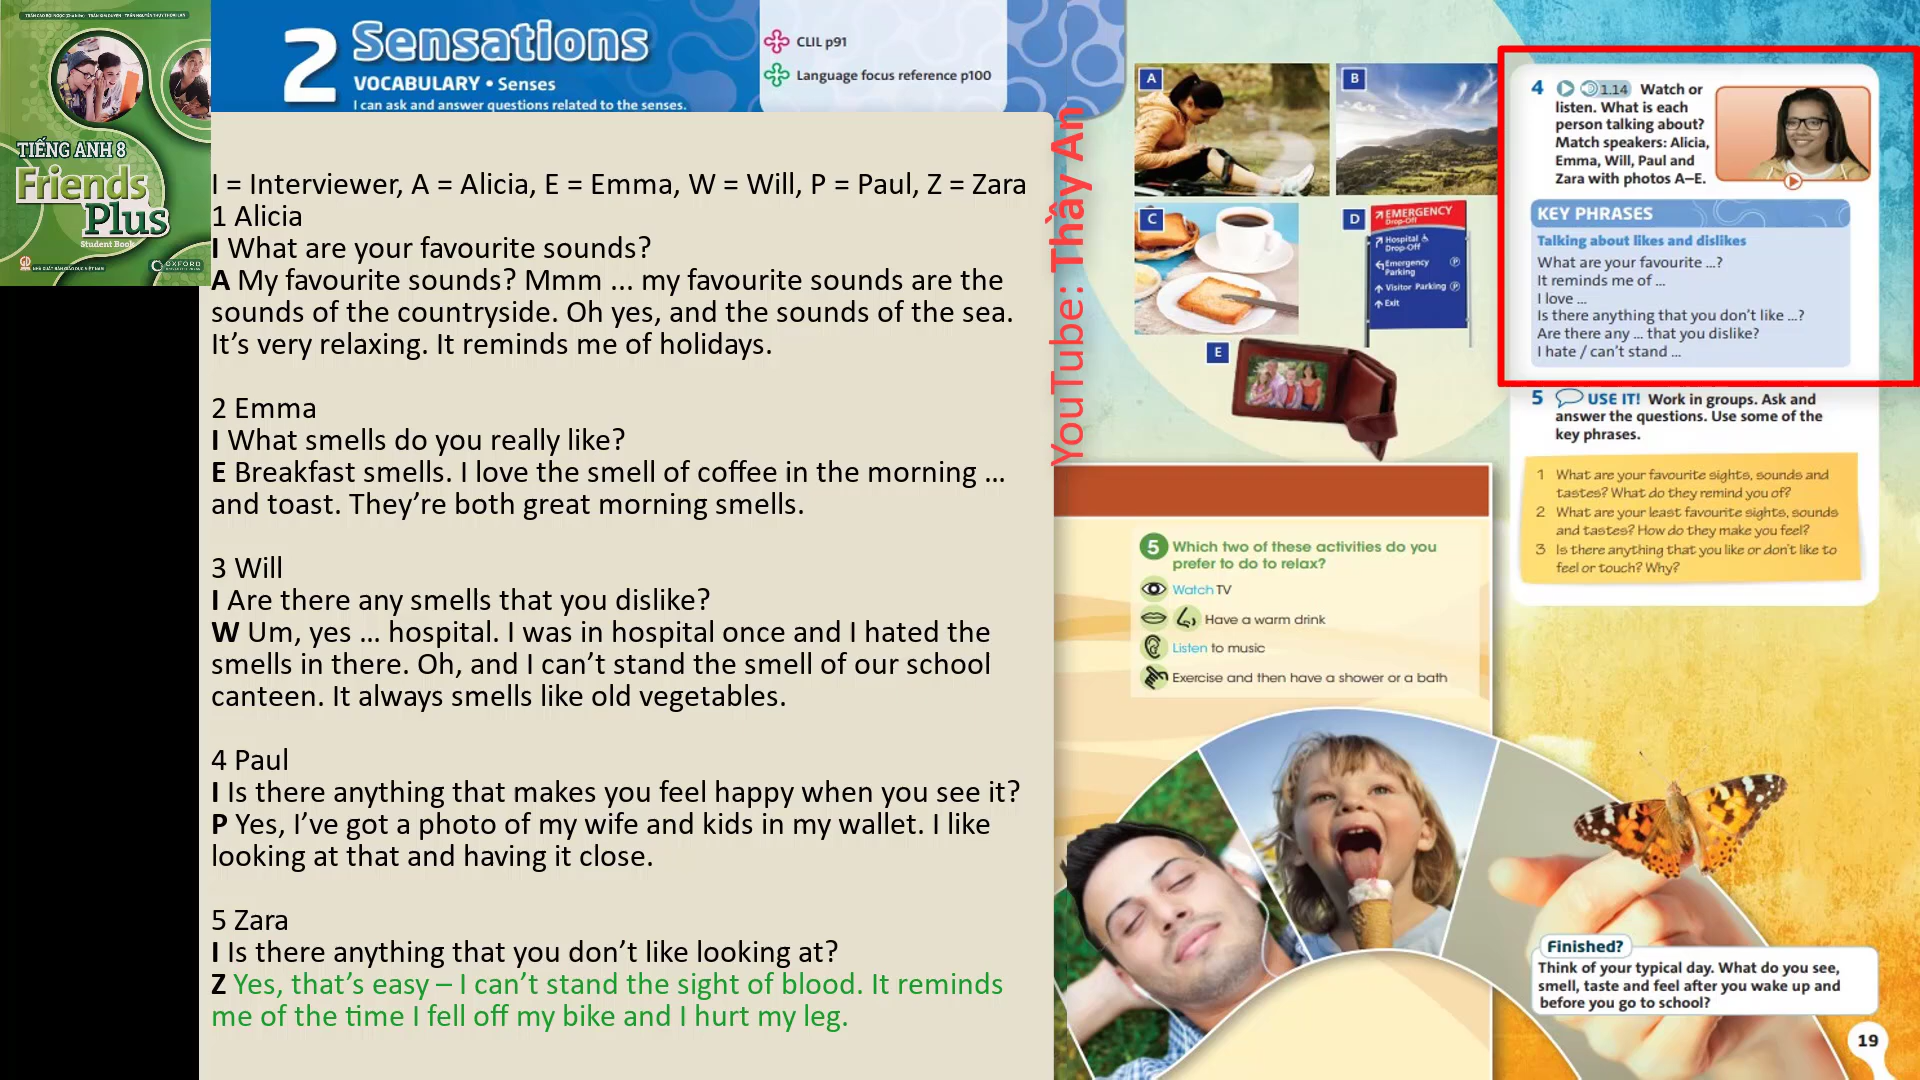 TIẾNG ANH 8
Friends
Plus
Student Book
NHÀ XUẤT BẢN GIÁO DỤC VIỆT NAM
OXFORD
2 Sensations
VOCABULARY • Senses
I can ask and answer questions related to the senses.
CLIL p91
Language focus reference p100
I = Interviewer, A = Alicia, E = Emma, W = Will, P = Paul, Z = Zara
1 Alicia
I What are your favourite sounds?
A My favourite sounds? Mmm ... my favourite sounds are the
sounds of the countryside. Oh yes, and the sounds of the sea.
It’s very relaxing. It reminds me of holidays.
2 Emma
I What smells do you really like?
E Breakfast smells. I love the smell of coffee in the morning ...
and toast. They’re both great morning smells.
3 Will
I Are there any smells that you dislike?
W Um, yes ... hospital. I was in hospital once and I hated the
smells in there. Oh, and I can’t stand the smell of our school
canteen. It always smells like old vegetables.
4 Paul
I Is there anything that makes you feel happy when you see it?
P Yes, I’ve got a photo of my wife and kids in my wallet. I like
looking at that and having it close.
5 Zara
I Is there anything that you don’t like looking at?
Z Yes, that’s easy – I can’t stand the sight of blood. It reminds
me of the time I fell off my bike and I hurt my leg.
YouTube: Thầy An
A
B
C
D
E
EMERGENCY
Drop-Off
Hospital
Drop-Off
Emergency
Parking
P
Visitor Parking P
Exit
4 1.14 Watch or
listen. What is each
person talking about?
Match speakers: Alicia,
Emma, Will, Paul and
Zara with photos A–E.
KEY PHRASES
Talking about likes and dislikes
What are your favourite ...?
It reminds me of ...
I love ...
Is there anything that you don’t like ...?
Are there any ... that you dislike?
I hate / can’t stand ...
5 USE IT! Work in groups. Ask and
answer the questions. Use some of the
key phrases.
1 What are your favourite sights, sounds and
tastes? What do they remind you of?
2 What are your least favourite sights, sounds
and tastes? How do they make you feel?
3 Is there anything that you like or don’t like to
feel or touch? Why?
5 Which two of these activities do you
prefer to do to relax?
Watch TV
Have a warm drink
Listen to music
Exercise and then have a shower or a bath
Finished?
Think of your typical day. What do you see,
smell, taste and feel after you wake up and
before you go to school?
19